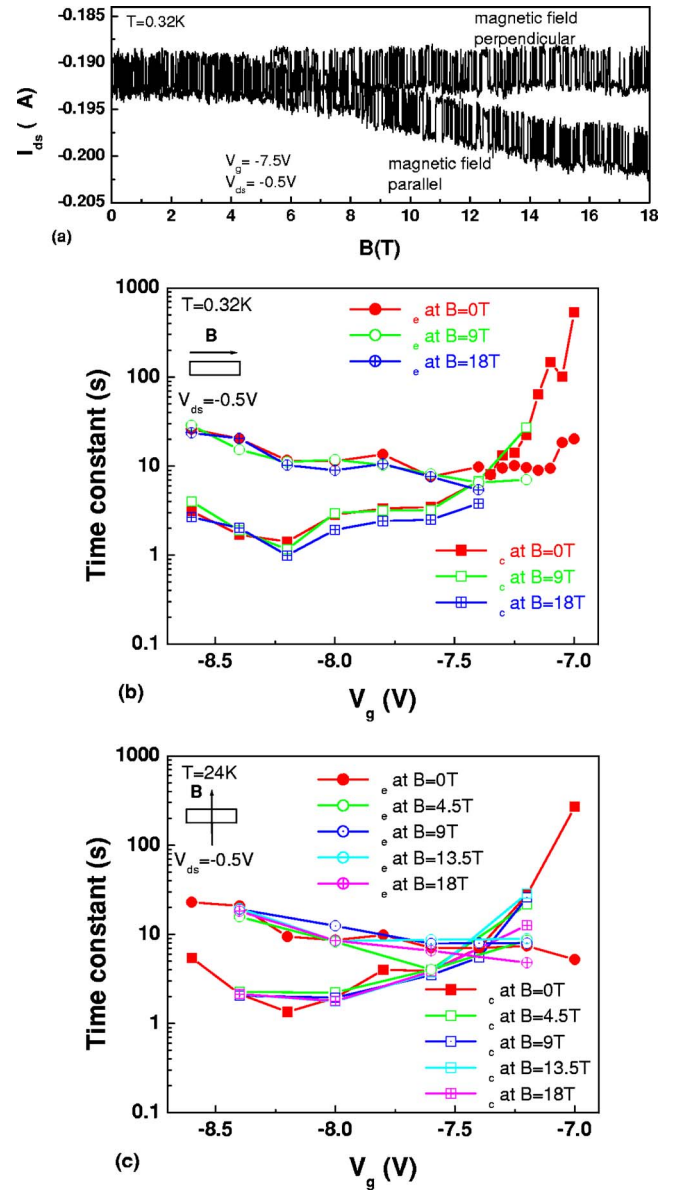 T=0.32K
magnetic field
perpendicular
magnetic field
parallel
V_g= -7.5V
V_ds= -0.5V
-0.190
-0.195
-0.200
-0.205
I_ds ( A)
0 2 4 6 8 10 12 14 16 18
B(T)
(a)
T=0.32K
B
V_ds=-0.5V
e at B=0T
e at B=9T
e at B=18T
c at B=0T
c at B=9T
c at B=18T
1000
100
10
1
0.1
Time constant (s)
-8.5 -8.0 -7.5 -7.0
V_g (V)
(b)
T=24K
B
V_ds=-0.5V
e at B=0T
e at B=4.5T
e at B=9T
e at B=13.5T
e at B=18T
c at B=0T
c at B=4.5T
c at B=9T
c at B=13.5T
c at B=18T
1000
100
10
1
0.1
Time constant (s)
-8.5 -8.0 -7.5 -7.0
V_g (V)
(c)